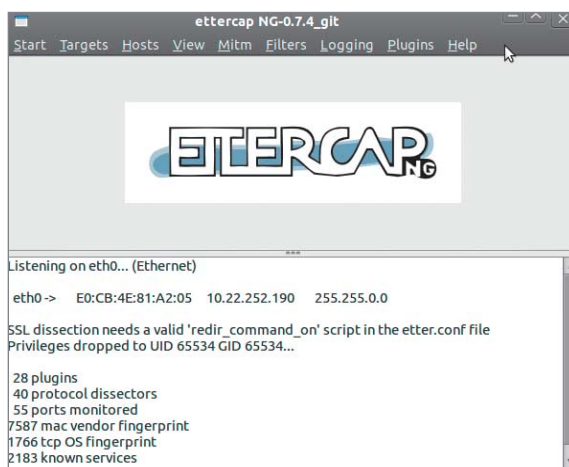 ettercap NG-0.7.4_git
Start Targets Hosts View Mitm Filters Logging Plugins Help
ETTERCAP
NG
Listening on eth0... (Ethernet)
eth0 -> E0:CB:4E:81:A2:05 10.22.252.190 255.255.0.0
SSL dissection needs a valid 'redir_command_on' script in the etter.conf file
Privileges dropped to UID 65534 GID 65534...
28 plugins
40 protocol dissectors
55 ports monitored
7587 mac vendor fingerprint
1766 tcp OS fingerprint
2183 known services